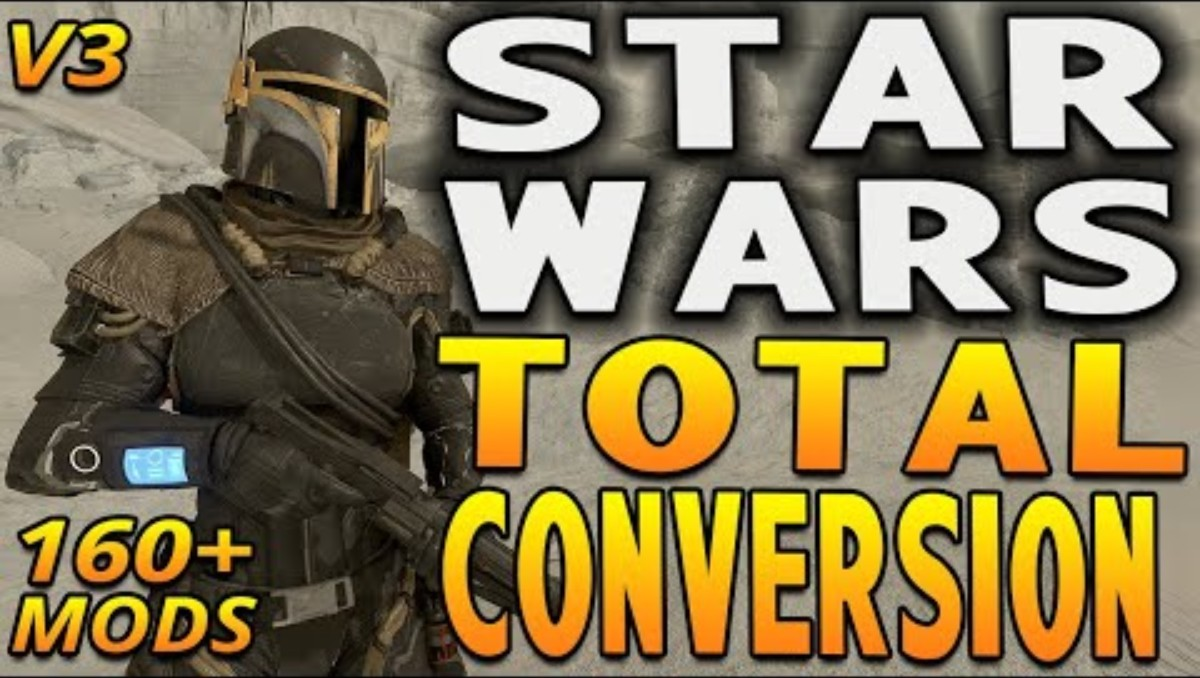 V3
STAR
WARS
TOTAL
CONVERSION
160+
MODS